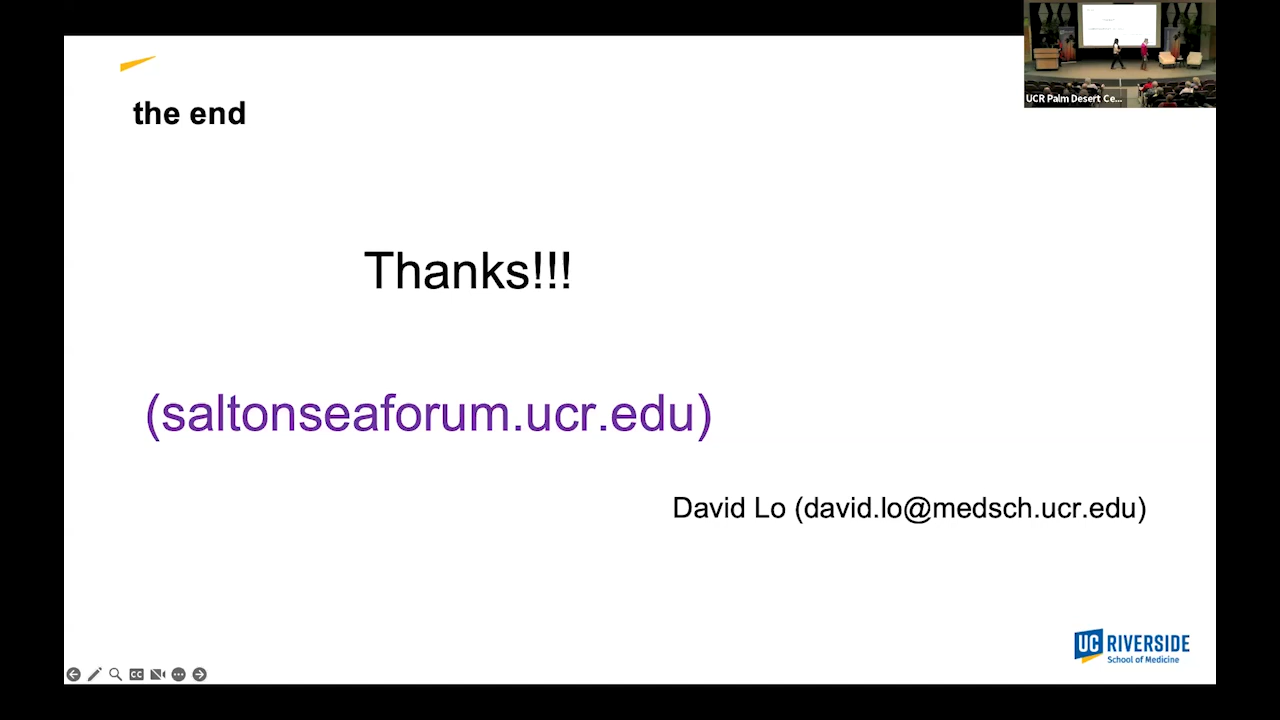 the end
Thanks!!!
(saltonseaforum.ucr.edu)
David Lo (david.lo@medsch.ucr.edu)
UC RIVERSIDE
School of Medicine
UCR Palm Desert Ce...
CC